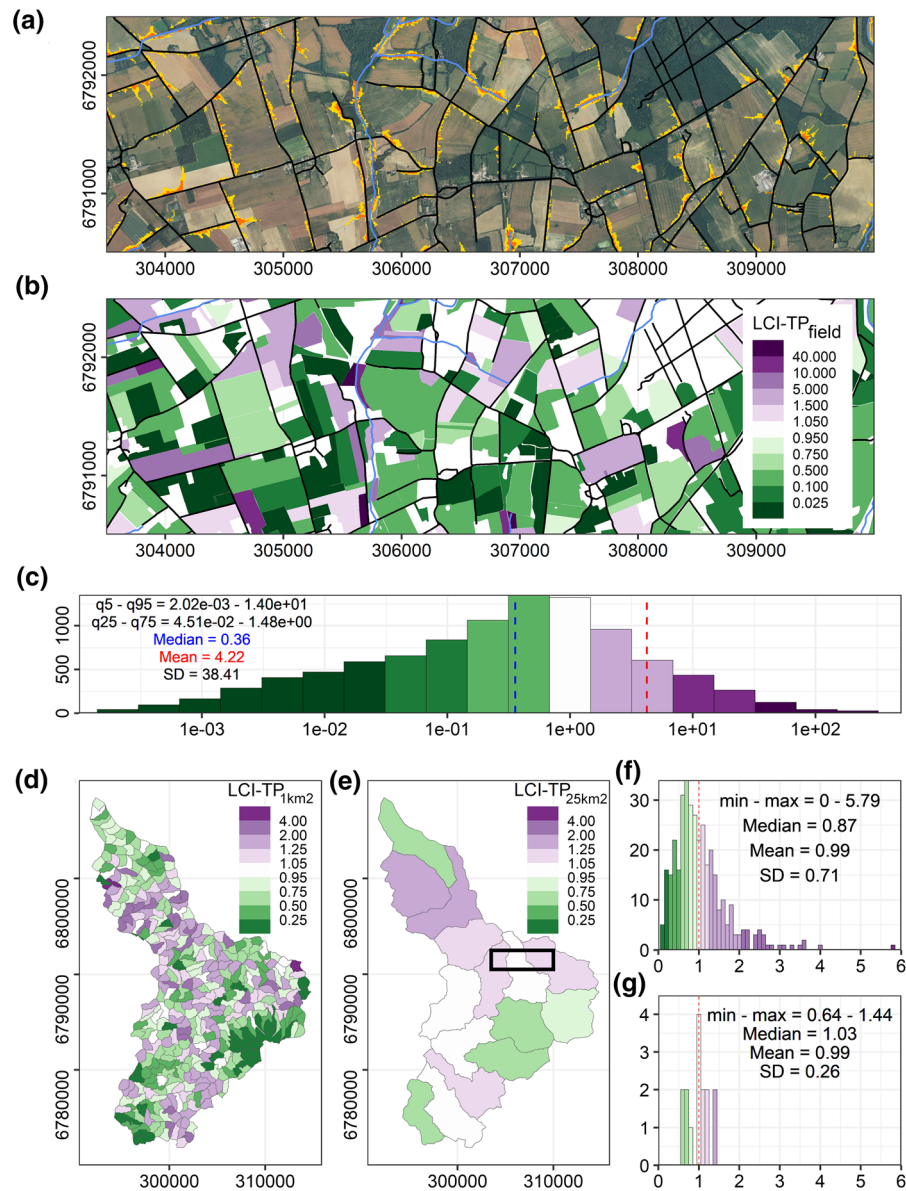 (a)
6792000
6791000
304000 305000 306000 307000 308000 309000
(b)
6792000
6791000
LCI-TP field
40.000
10.000
5.000
1.500
1.050
0.950
0.750
0.500
0.100
0.025
304000 305000 306000 307000 308000 309000
(c)
1000
500
0
q5 - q95 = 2.02e-03 - 1.40e+01
q25 - q75 = 4.51e-02 - 1.48e+00
Median = 0.36
Mean = 4.22
SD = 38.41
1e-03 1e-02 1e-01 1e+00 1e+01 1e+02
(d)
LCI-TP 1km2
4.00
2.00
1.25
1.05
0.95
0.75
0.50
0.25
6800000
6790000
6780000
300000 310000
(e)
LCI-TP 25km2
4.00
2.00
1.25
1.05
0.95
0.75
0.50
0.25
6800000
6790000
6780000
300000 310000
(f)
30
20
10
0
min - max = 0 - 5.79
Median = 0.87
Mean = 0.99
SD = 0.71
0 1 2 3 4 5 6
(g)
4
3
2
1
0
min - max = 0.64 - 1.44
Median = 1.03
Mean = 0.99
SD = 0.26
0 1 2 3 4 5 6